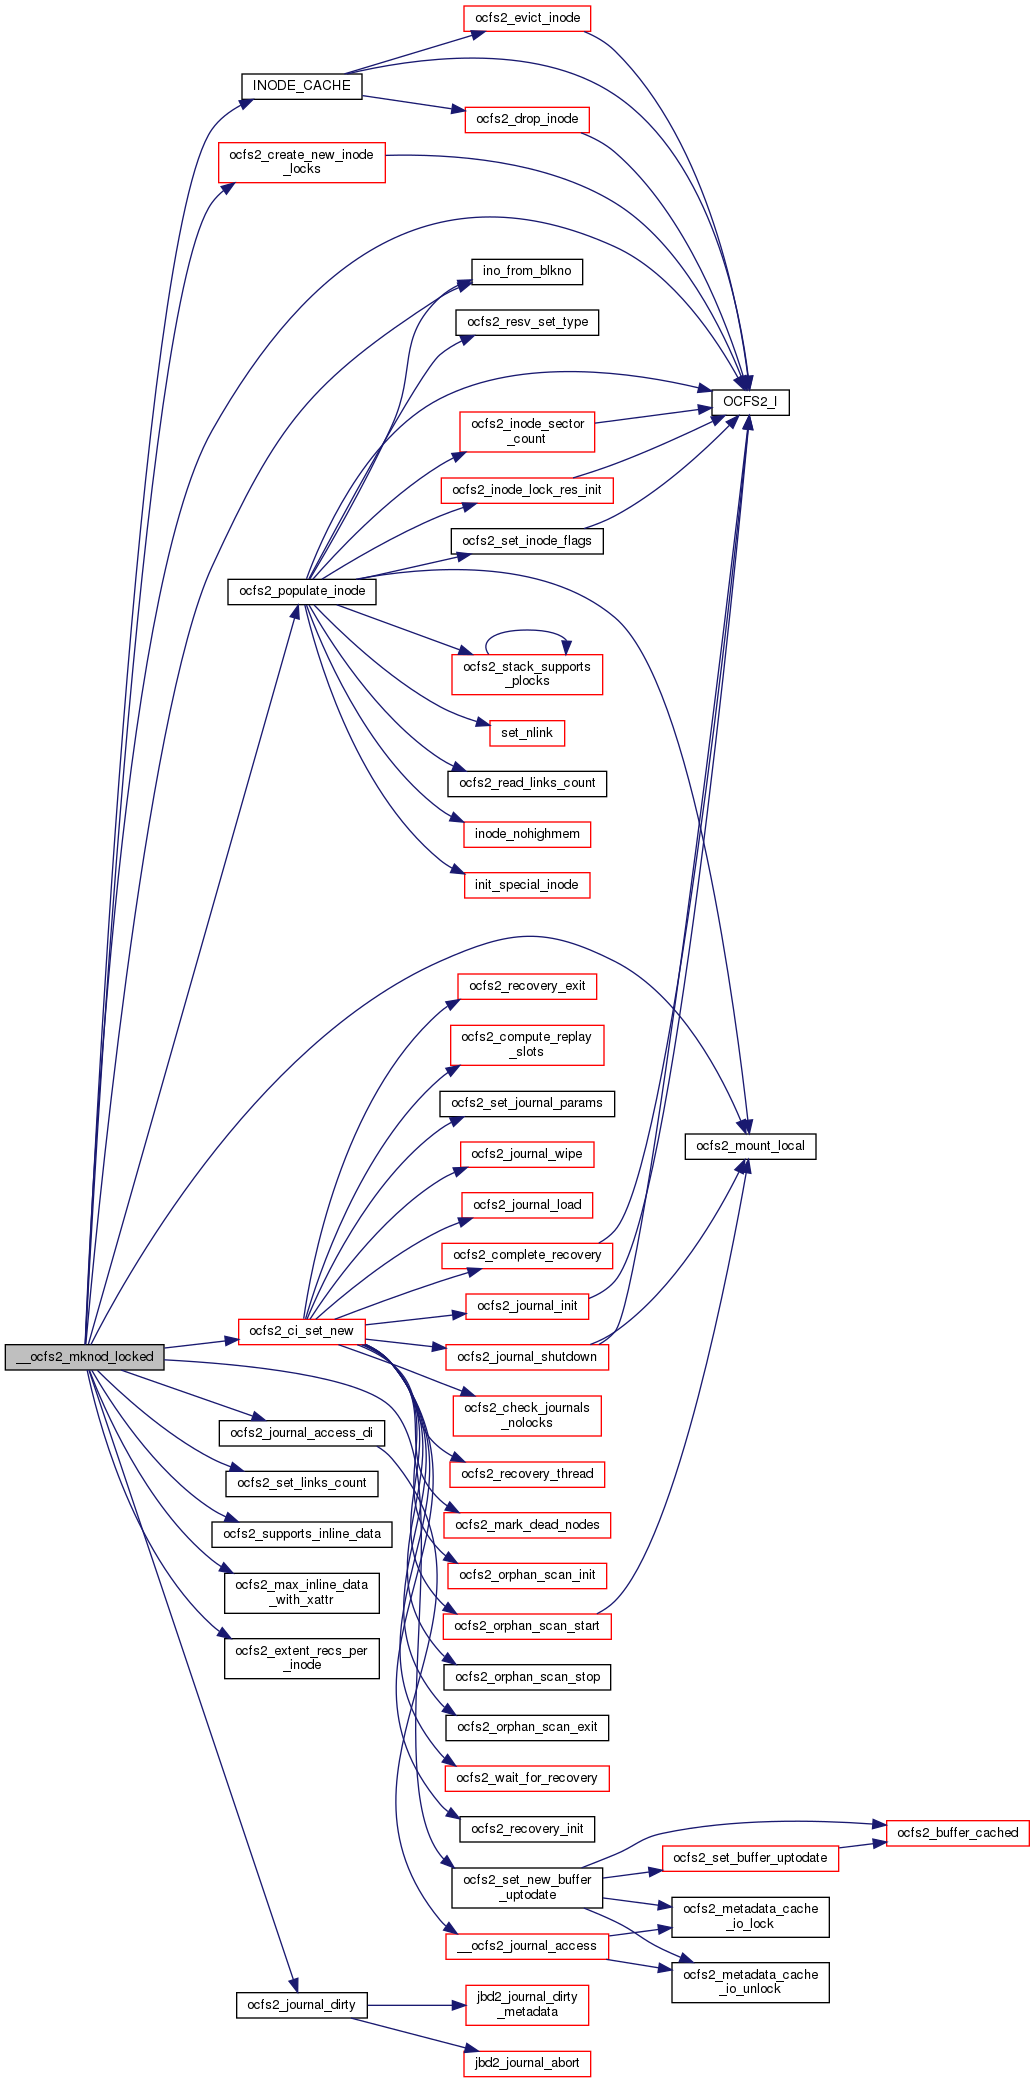 ocfs2_evict_inode
INODE_CACHE
ocfs2_drop_inode
ocfs2_create_new_inode
_locks
ino_from_blkno
ocfs2_resv_set_type
OCFS2_I
ocfs2_inode_sector
_count
ocfs2_inode_lock_res_init
ocfs2_set_inode_flags
ocfs2_populate_inode
ocfs2_stack_supports
_plocks
set_nlink
ocfs2_read_links_count
inode_nohighmem
init_special_inode
ocfs2_recovery_exit
ocfs2_compute_replay
_slots
ocfs2_set_journal_params
ocfs2_mount_local
ocfs2_journal_wipe
ocfs2_journal_load
ocfs2_complete_recovery
ocfs2_journal_init
ocfs2_ci_set_new
__ocfs2_mknod_locked
ocfs2_journal_shutdown
ocfs2_check_journals
_nolocks
ocfs2_journal_access_di
ocfs2_recovery_thread
ocfs2_set_links_count
ocfs2_mark_dead_nodes
ocfs2_supports_inline_data
ocfs2_orphan_scan_init
ocfs2_max_inline_data
_with_xattr
ocfs2_orphan_scan_start
ocfs2_extent_recs_per
_inode
ocfs2_orphan_scan_stop
ocfs2_orphan_scan_exit
ocfs2_wait_for_recovery
ocfs2_recovery_init
ocfs2_buffer_cached
ocfs2_set_buffer_uptodate
ocfs2_set_new_buffer
_uptodate
ocfs2_metadata_cache
_io_lock
__ocfs2_journal_access
ocfs2_metadata_cache
_io_unlock
ocfs2_journal_dirty
jbd2_journal_dirty
_metadata
jbd2_journal_abort